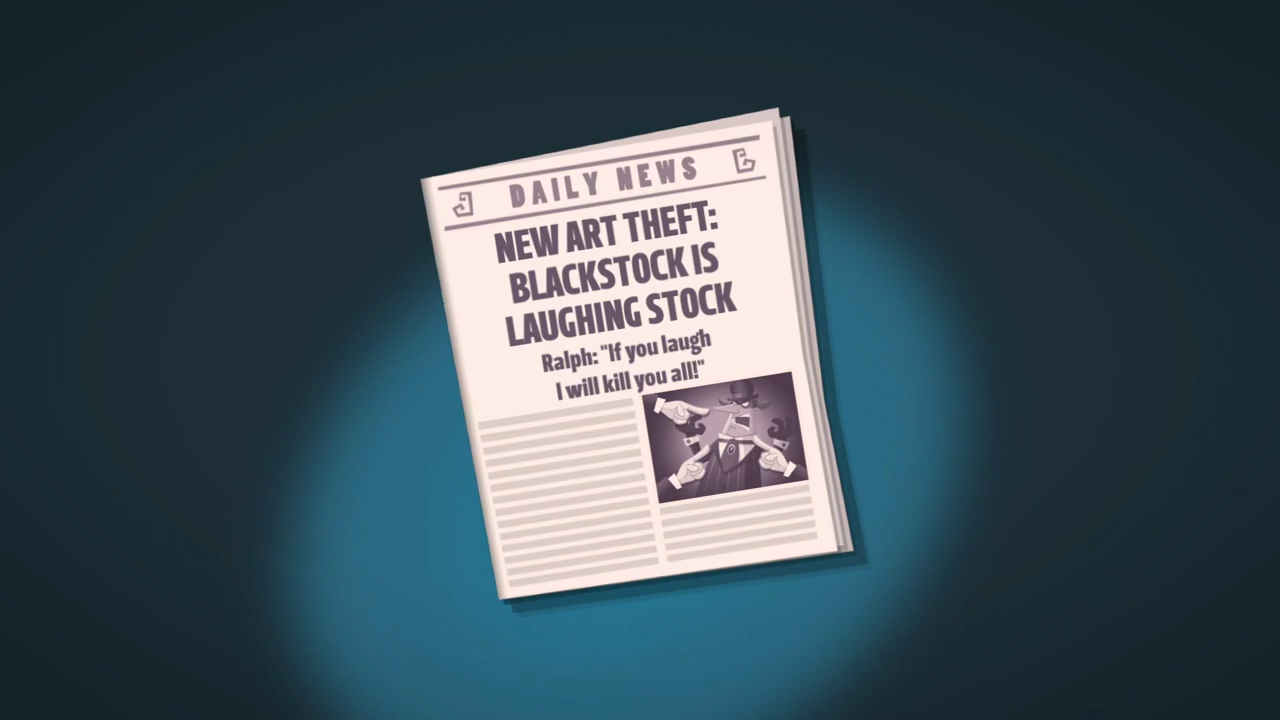 DAILY NEWS
NEW ART THEFT:
BLACKSTOCK IS
LAUGHING STOCK
Ralph: "If you laugh
I will kill you all!"